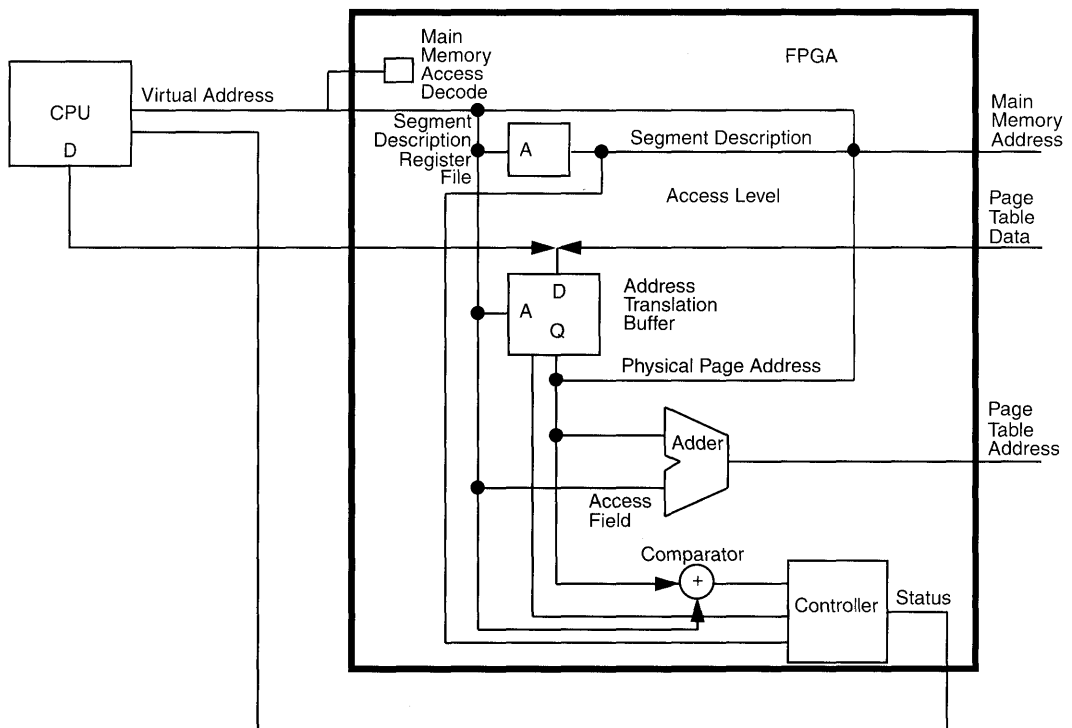 Main
Memory
Access
Decode
FPGA
CPU
D
Virtual Address
Segment
Description
Register
File
A
Segment Description
Main
Memory
Address
Access Level
Page
Table
Data
D
A
Q
Address
Translation
Buffer
Physical Page Address
Adder
Page
Table
Address
Access
Field
Comparator
+
Controller
Status